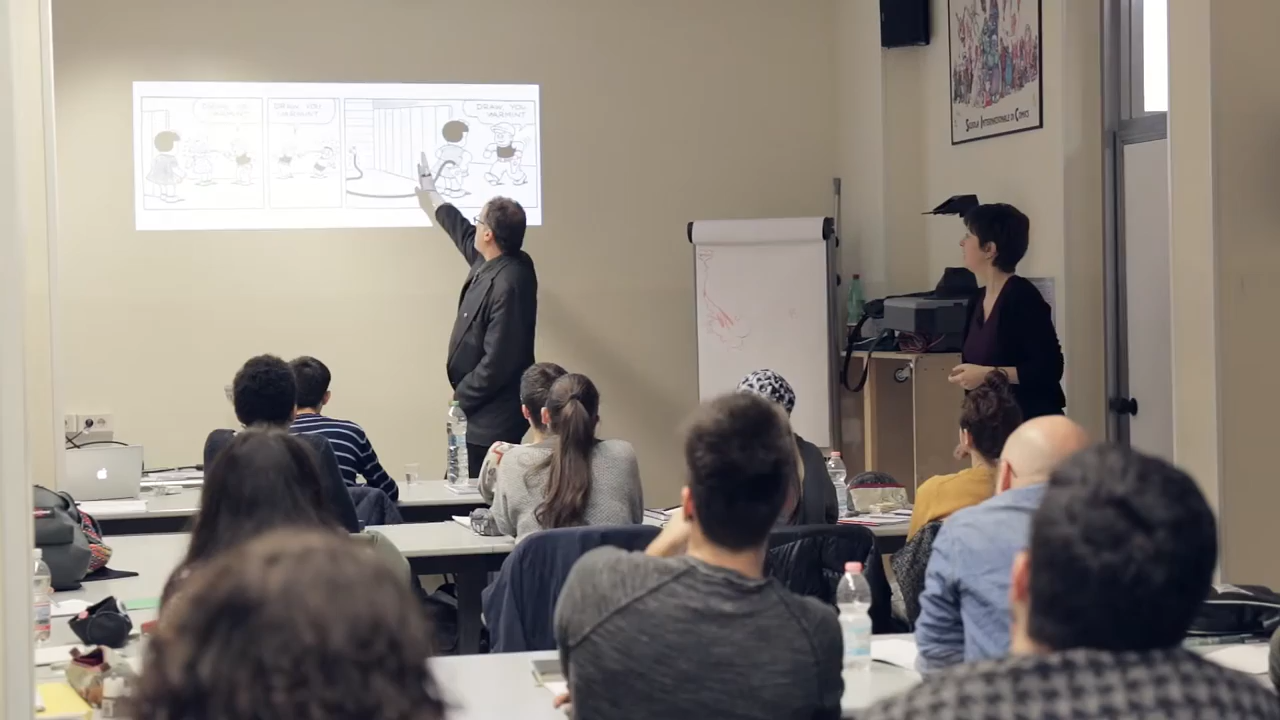 DRAW, YOU
VARMINT
DRAW, YOU
VARMINT
DRAW, YOU
VARMINT
SCUOLA INTERNAZIONALE DI COMICS